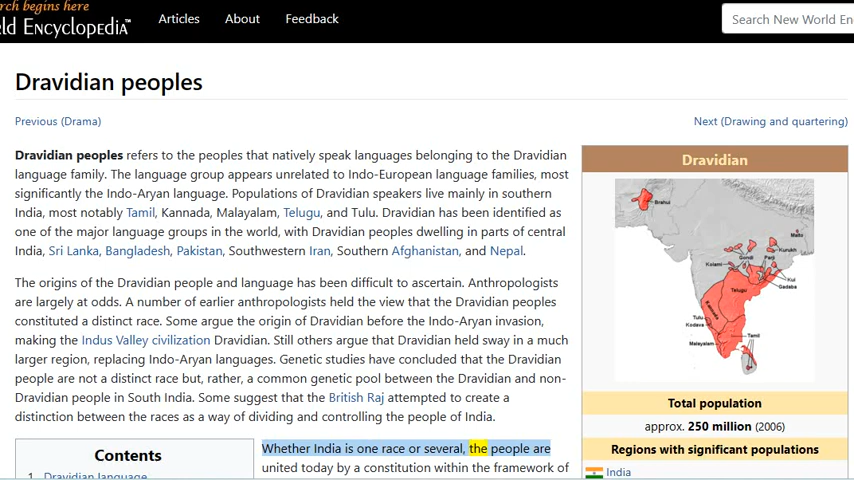 rch begins here
ld Encyclopedia™
Articles
About
Feedback
Search New World En
Dravidian peoples
Previous (Drama)
Next (Drawing and quartering)
Dravidian peoples refers to the peoples that natively speak languages belonging to the Dravidian
language family. The language group appears unrelated to Indo-European language families, most
significantly the Indo-Aryan language. Populations of Dravidian speakers live mainly in southern
India, most notably Tamil, Kannada, Malayalam, Telugu, and Tulu. Dravidian has been identified as
one of the major language groups in the world, with Dravidian peoples dwelling in parts of central
India, Sri Lanka, Bangladesh, Pakistan, Southwestern Iran, Southern Afghanistan, and Nepal.
The origins of the Dravidian people and language has been difficult to ascertain. Anthropologists
are largely at odds. A number of earlier anthropologists held the view that the Dravidian peoples
constituted a distinct race. Some argue the origin of Dravidian before the Indo-Aryan invasion,
making the Indus Valley civilization Dravidian. Still others argue that Dravidian held sway in a much
larger region, replacing Indo-Aryan languages. Genetic studies have concluded that the Dravidian
people are not a distinct race but, rather, a common genetic pool between the Dravidian and non-
Dravidian people in South India. Some suggest that the British Raj attempted to create a
distinction between the races as a way of dividing and controlling the people of India.
Contents
1 Dravidian language
Whether India is one race or several, the people are
united today by a constitution within the framework of
Dravidian
Brahui
Malto
Kurukh
Gondi
Parji
Kolami
Kui
Gadaba
Telugu
Kannada
Tulu
Kodava
Tamil
Malayalam
Total population
approx. 250 million (2006)
Regions with significant populations
India